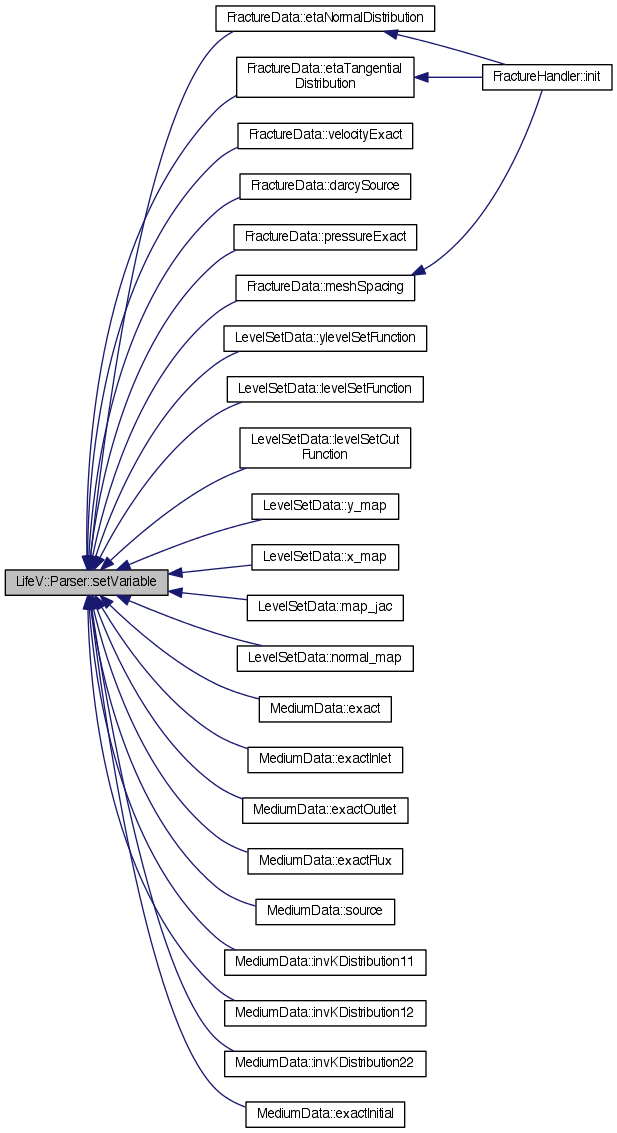 FractureData::etaNormalDistribution
FractureData::etaTangential
Distribution
FractureHandler::init
FractureData::velocityExact
FractureData::darcySource
FractureData::pressureExact
FractureData::meshSpacing
LevelSetData::ylevelSetFunction
LevelSetData::levelSetFunction
LevelSetData::levelSetCut
Function
LevelSetData::y_map
LevelSetData::x_map
LifeV::Parser::setVariable
LevelSetData::map_jac
LevelSetData::normal_map
MediumData::exact
MediumData::exactInlet
MediumData::exactOutlet
MediumData::exactFlux
MediumData::source
MediumData::invKDistribution11
MediumData::invKDistribution12
MediumData::invKDistribution22
MediumData::exactInitial